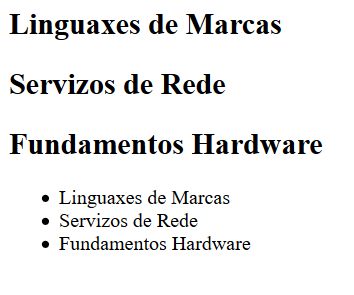 Linguaxes de Marcas
Servizos de Rede
Fundamentos Hardware
• Linguaxes de Marcas
• Servizos de Rede
• Fundamentos Hardware